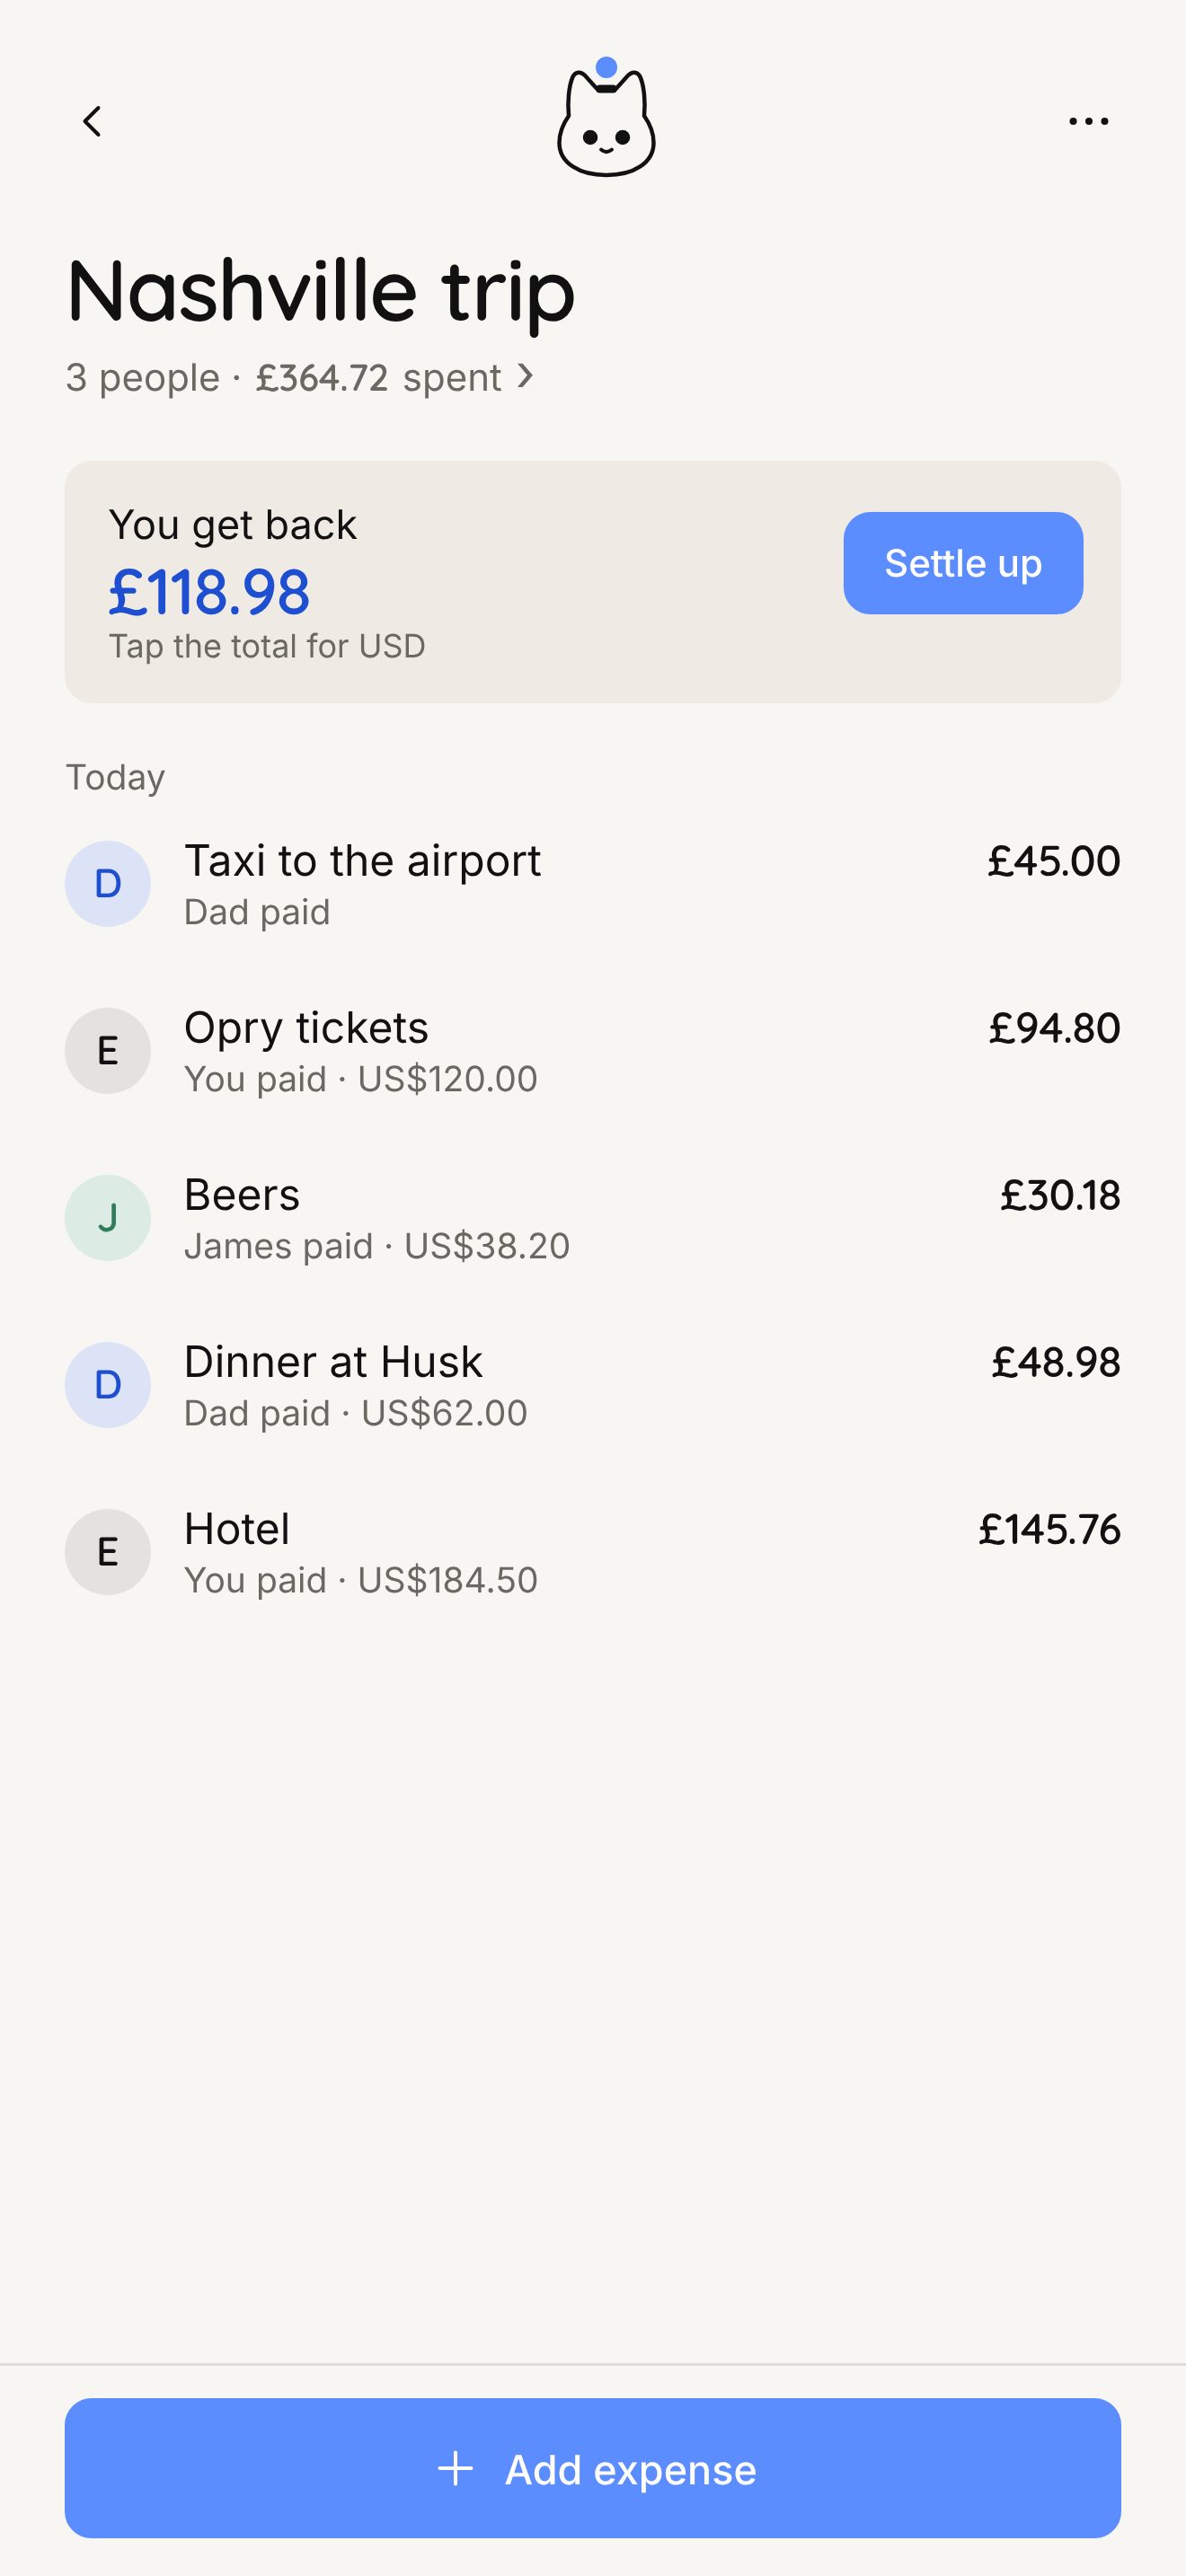 Nashville trip
3 people · £364.72 spent ›
You get back
£118.98
Tap the total for USD
Settle up
Today
D
Taxi to the airport
£45.00
Dad paid
E
Opry tickets
£94.80
You paid · US$120.00
J
Beers
£30.18
James paid · US$38.20
D
Dinner at Husk
£48.98
Dad paid · US$62.00
E
Hotel
£145.76
You paid · US$184.50
+ Add expense